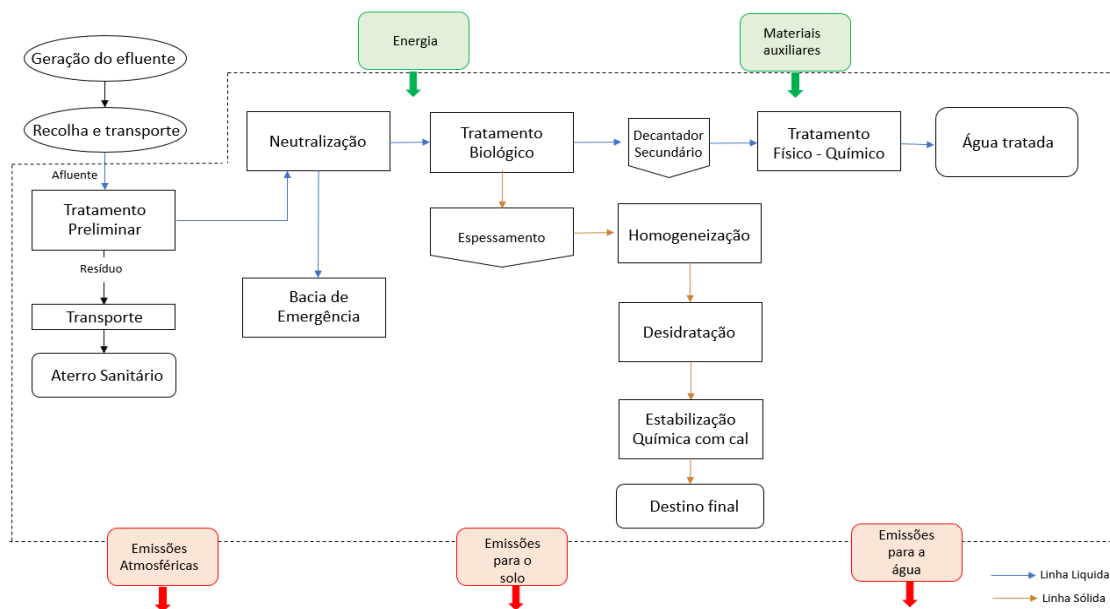 Geração do efluente
Recolha e transporte
Afluente
Tratamento
Preliminar
Resíduo
Transporte
Aterro Sanitário
Energia
Materiais
auxiliares
Neutralização
Tratamento
Biológico
Decantador
Secundário
Tratamento
Físico - Químico
Água tratada
Bacia de
Emergência
Espessamento
Homogeneização
Desidratação
Estabilização
Química com cal
Destino final
Emissões
Atmosféricas
Emissões
para o
solo
Emissões
para a
água
Linha Liquida
Linha Sólida